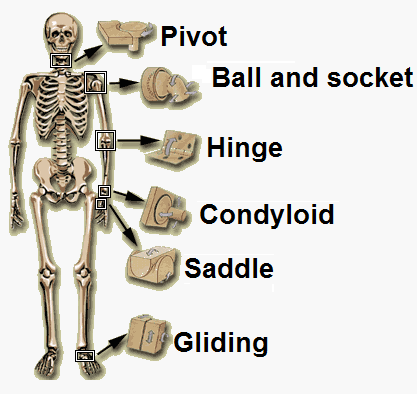 Pivot
Ball and socket
Hinge
Condyloid
Saddle
Gliding